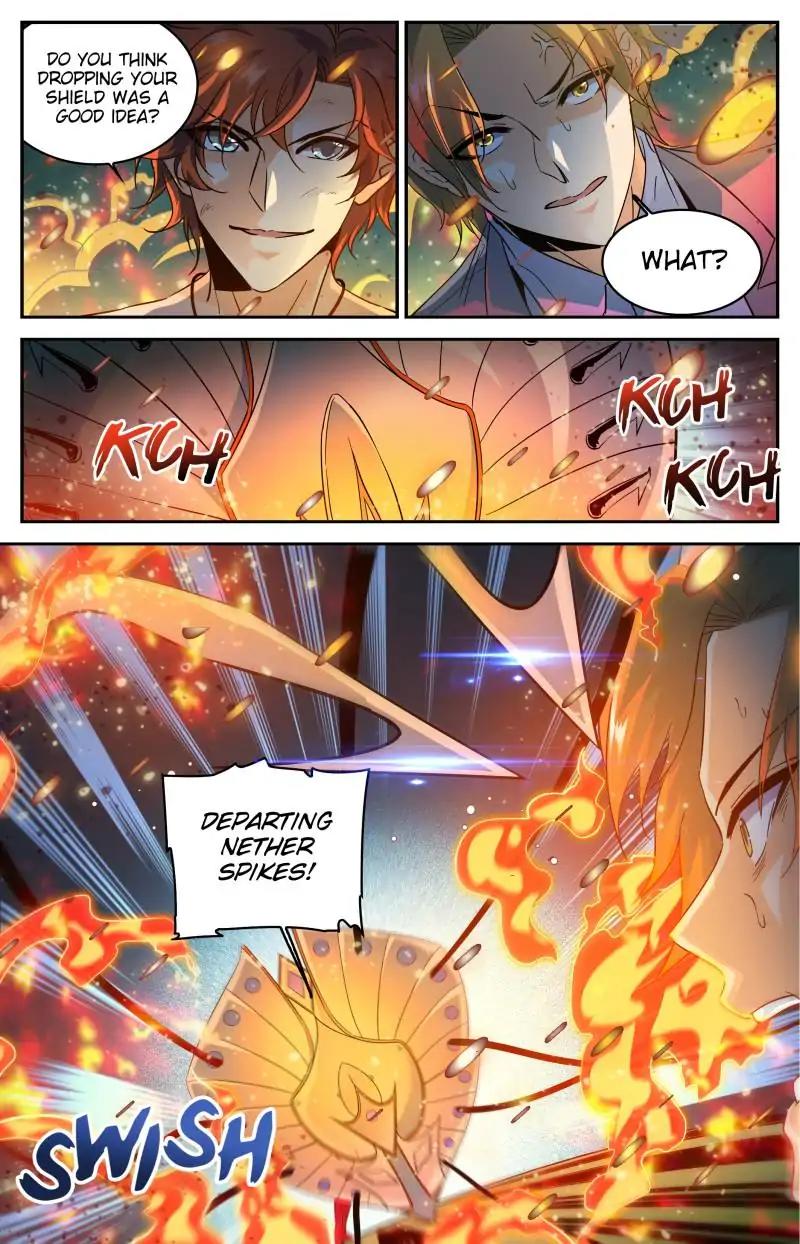 DO YOU THINK
DROPPING YOUR
SHIELD WAS A
GOOD IDEA?
WHAT?
KCH
KCH
KCH
DEPARTING
NETHER
SPIKES!
SWISH